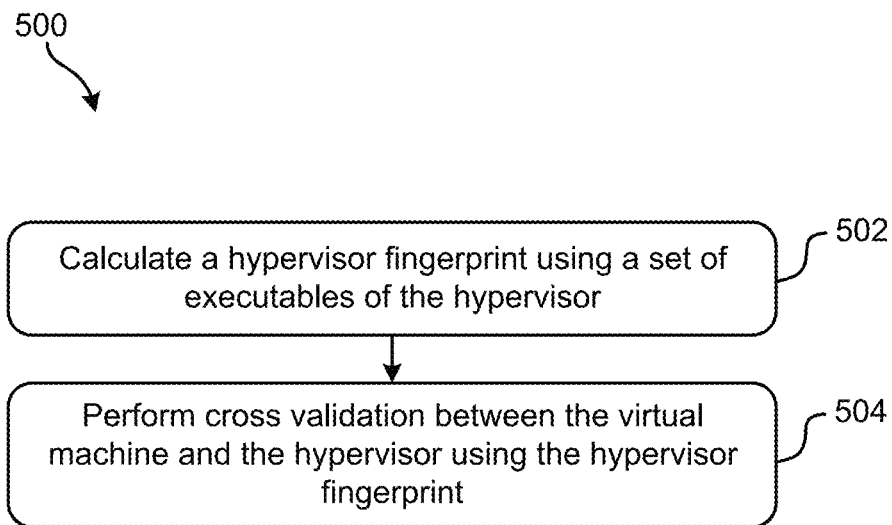 500
Calculate a hypervisor fingerprint using a set of
executables of the hypervisor
502
Perform cross validation between the virtual
machine and the hypervisor using the hypervisor
fingerprint
504